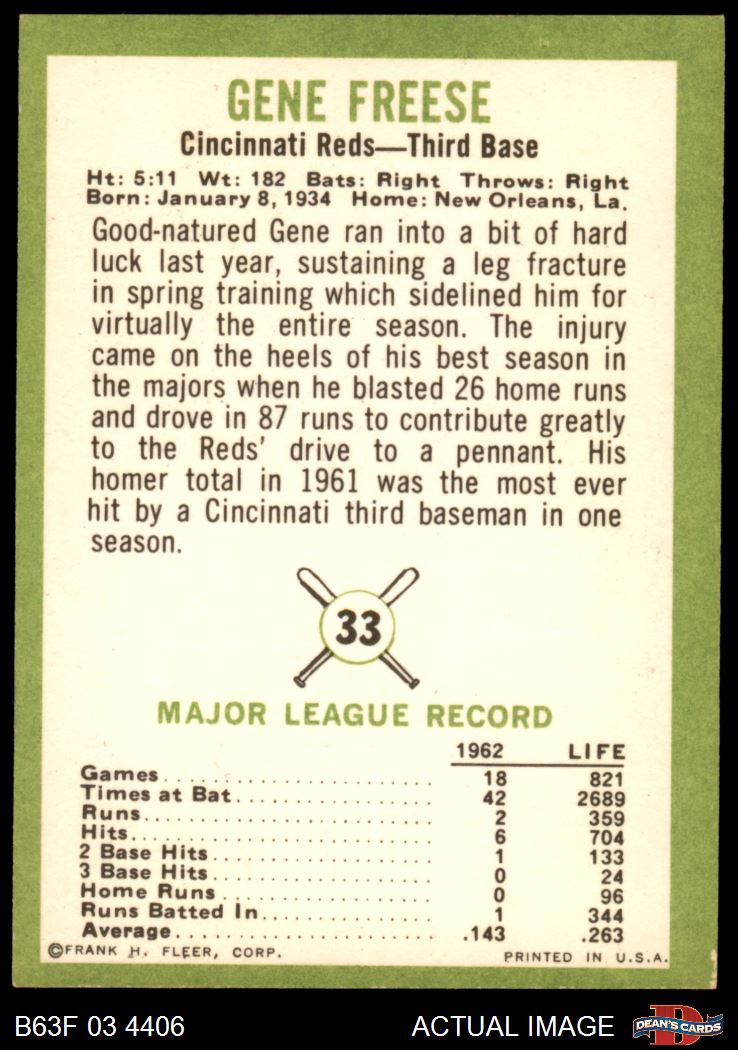 GENE FREESE
Cincinnati Reds—Third Base
Ht: 5:11 Wt: 182 Bats: Right Throws: Right
Born: January 8, 1934 Home: New Orleans, La.
Good-natured Gene ran into a bit of hard
luck last year, sustaining a leg fracture
in spring training which sidelined him for
virtually the entire season. The injury
came on the heels of his best season in
the majors when he blasted 26 home runs
and drove in 87 runs to contribute greatly
to the Reds' drive to a pennant. His
homer total in 1961 was the most ever
hit by a Cincinnati third baseman in one
season.
33
MAJOR LEAGUE RECORD
1962 LIFE
Games 18 821
Times at Bat 42 2689
Runs 2 359
Hits 6 704
2 Base Hits 1 133
3 Base Hits 0 24
Home Runs 0 96
Runs Batted In 1 344
Average .143 .263
©FRANK H. FLEER, CORP. PRINTED IN U.S.A.
B63F 03 4406 ACTUAL IMAGE D DEAN'S CARDS